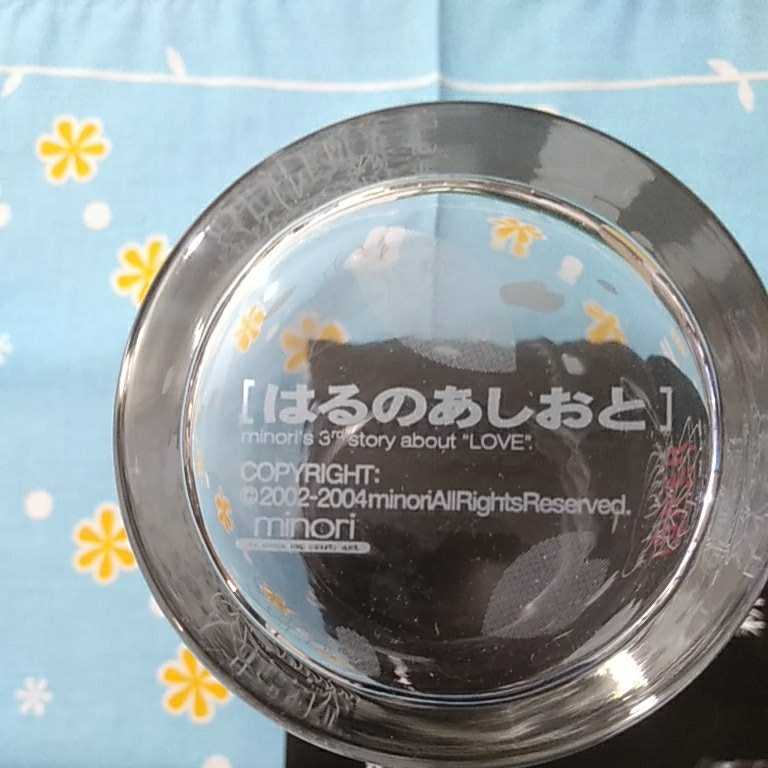 [はるのあしおと]
minori's 3rd story about "LOVE".
COPYRIGHT:
©2002-2004minoriAllRightsReserved.
minori